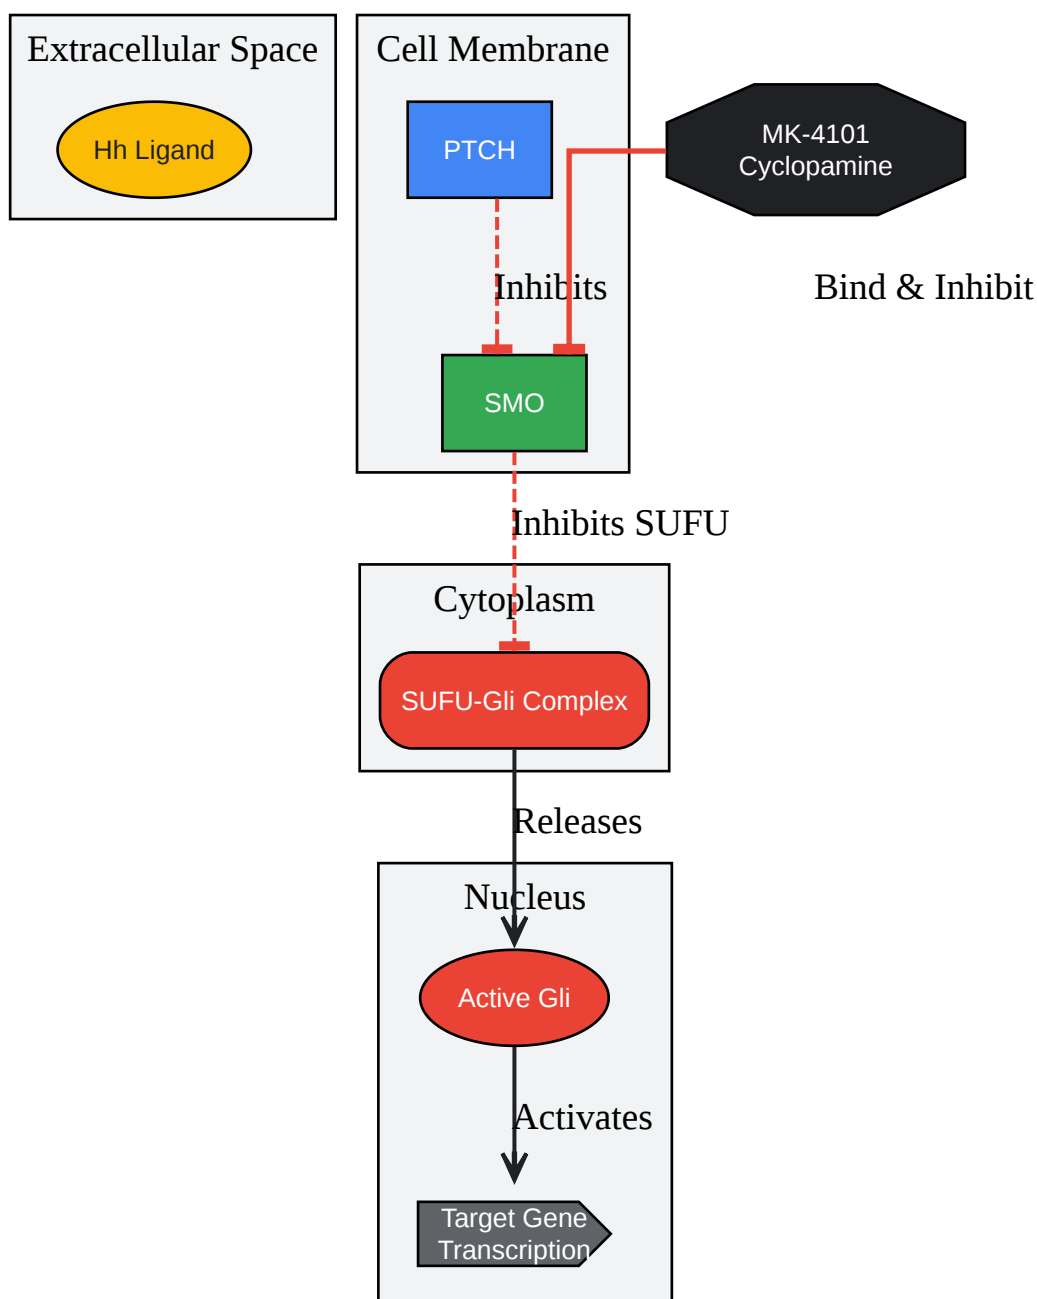 Extracellular Space
Hh Ligand
Cell Membrane
PTCH
MK-4101
Cyclopamine
Inhibits
Bind & Inhibit
SMO
Inhibits SUFU
Cytoplasm
SUFU-Gli Complex
Releases
Nucleus
Active Gli
Activates
Target Gene
Transcription